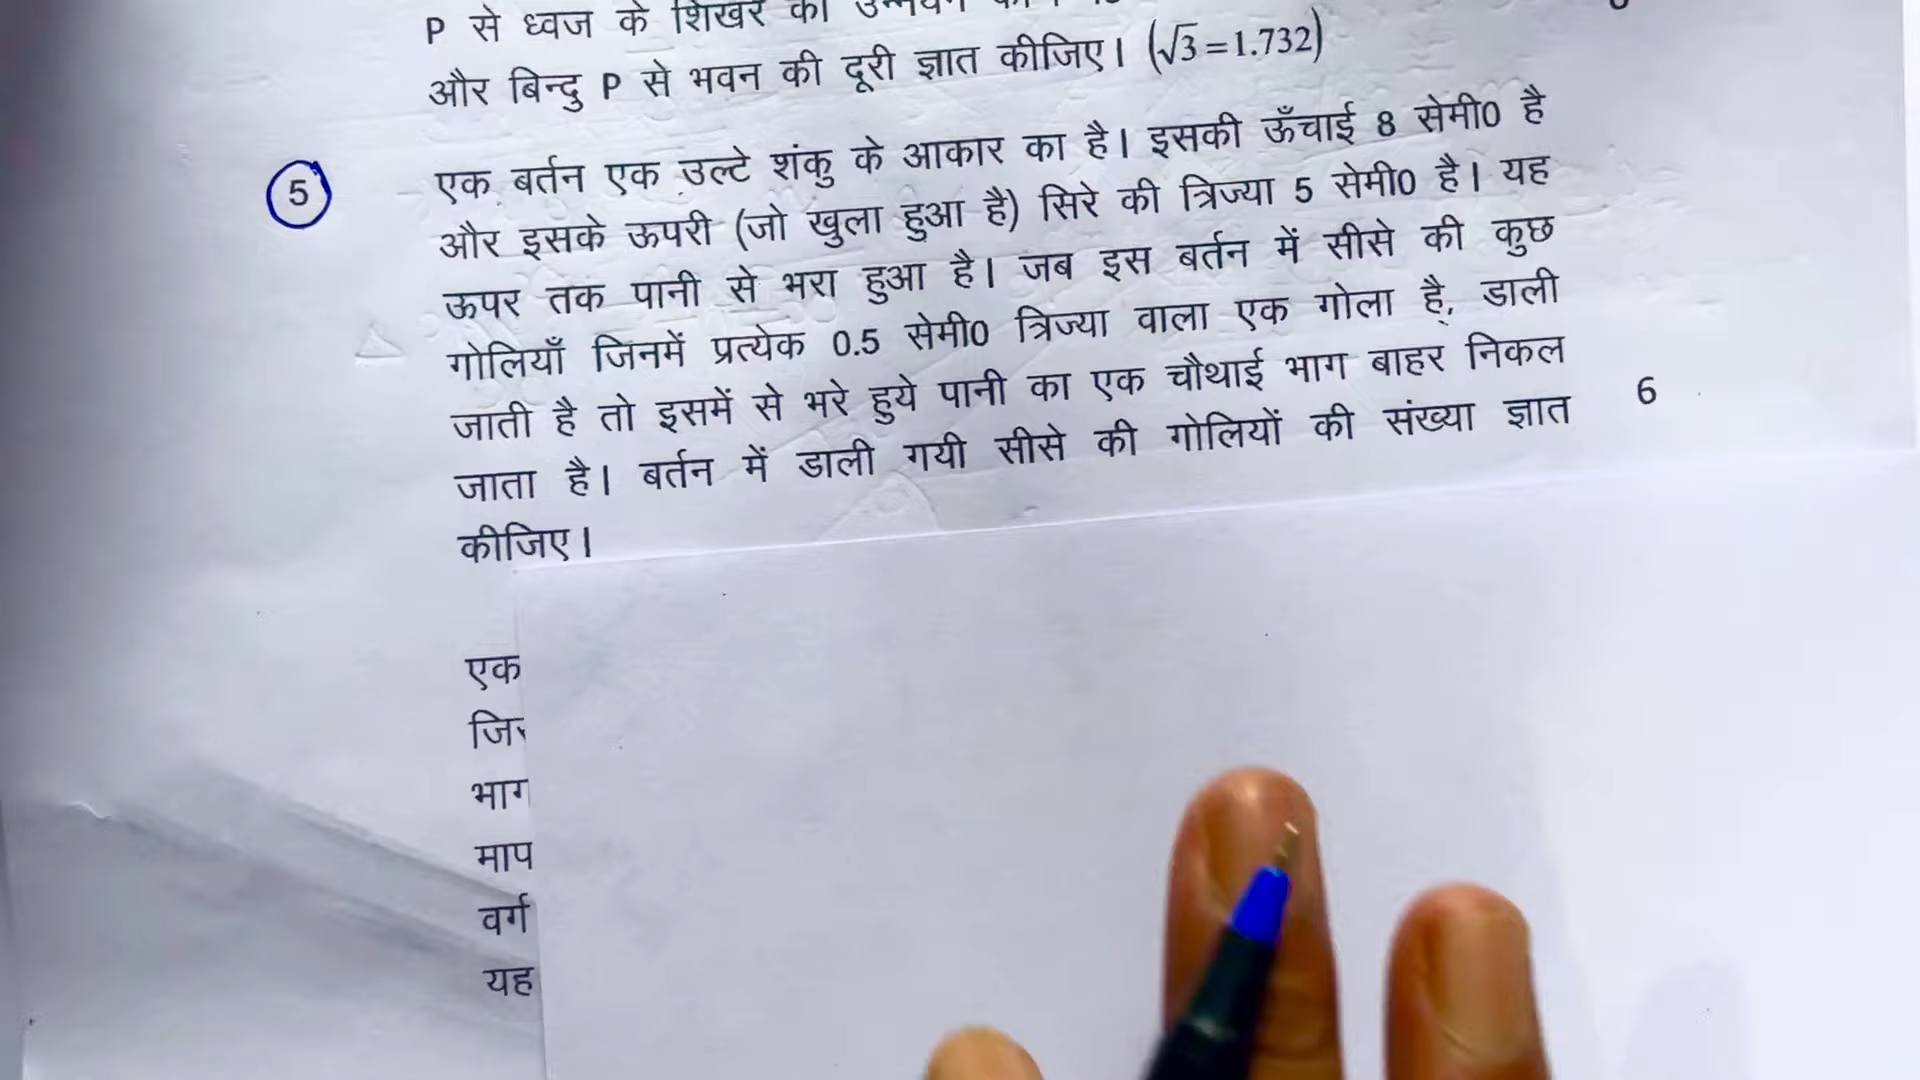 P से ध्वज के शिखर का
और बिन्दु P से भवन की दूरी ज्ञात कीजिए। (√3=1.732)
5 एक बर्तन एक उल्टे शंकु के आकार का है। इसकी ऊँचाई 8 सेमी0 है
और इसके ऊपरी (जो खुला हुआ है) सिरे की त्रिज्या 5 सेमी0 है। यह
ऊपर तक पानी से भरा हुआ है। जब इस बर्तन में सीसे की कुछ
गोलियाँ जिनमें प्रत्येक 0.5 सेमी0 त्रिज्या वाला एक गोला है, डाली
जाती है तो इसमें से भरे हुये पानी का एक चौथाई भाग बाहर निकल
जाता है। बर्तन में डाली गयी सीसे की गोलियों की संख्या ज्ञात 6
कीजिए।
एक
भाग
माप
वर्ग
यह